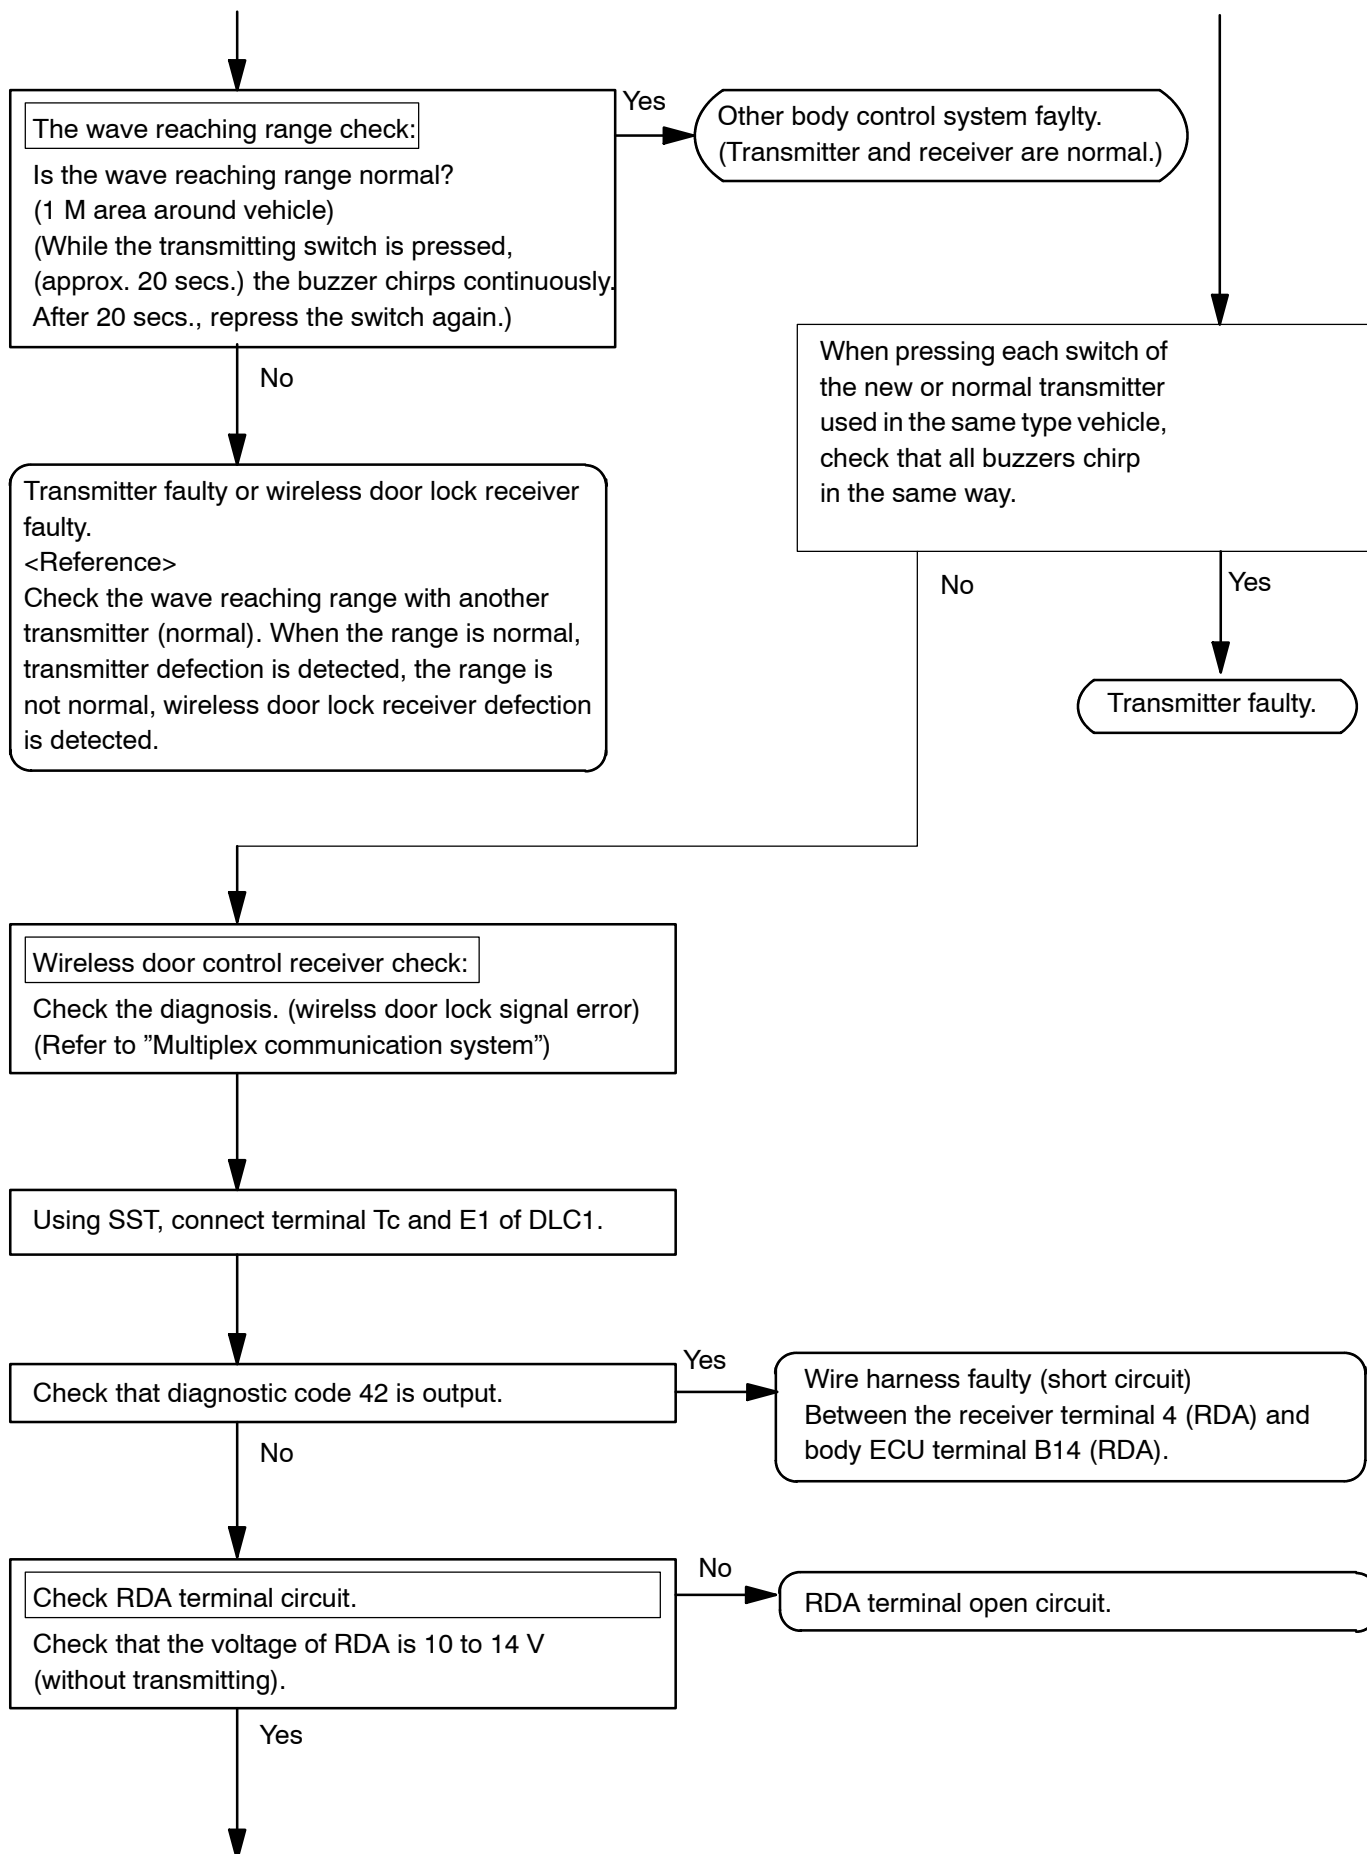 The wave reaching range check:
Is the wave reaching range normal?
(1 M area around vehicle)
(While the transmitting switch is pressed,
(approx. 20 secs.) the buzzer chirps continuously.
After 20 secs., repress the switch again.)
Yes
Other body control system faylty.
(Transmitter and receiver are normal.)
No
Transmitter faulty or wireless door lock receiver
faulty.
<Reference>
Check the wave reaching range with another
transmitter (normal). When the range is normal,
transmitter defection is detected, the range is
not normal, wireless door lock receiver defection
is detected.
When pressing each switch of
the new or normal transmitter
used in the same type vehicle,
check that all buzzers chirp
in the same way.
No
Yes
Transmitter faulty.
Wireless door control receiver check:
Check the diagnosis. (wirelss door lock signal error)
(Refer to ”Multiplex communication system”)
Using SST, connect terminal Tc and E1 of DLC1.
Check that diagnostic code 42 is output.
Yes
Wire harness faulty (short circuit)
Between the receiver terminal 4 (RDA) and
body ECU terminal B14 (RDA).
No
Check RDA terminal circuit.
Check that the voltage of RDA is 10 to 14 V
(without transmitting).
No
RDA terminal open circuit.
Yes